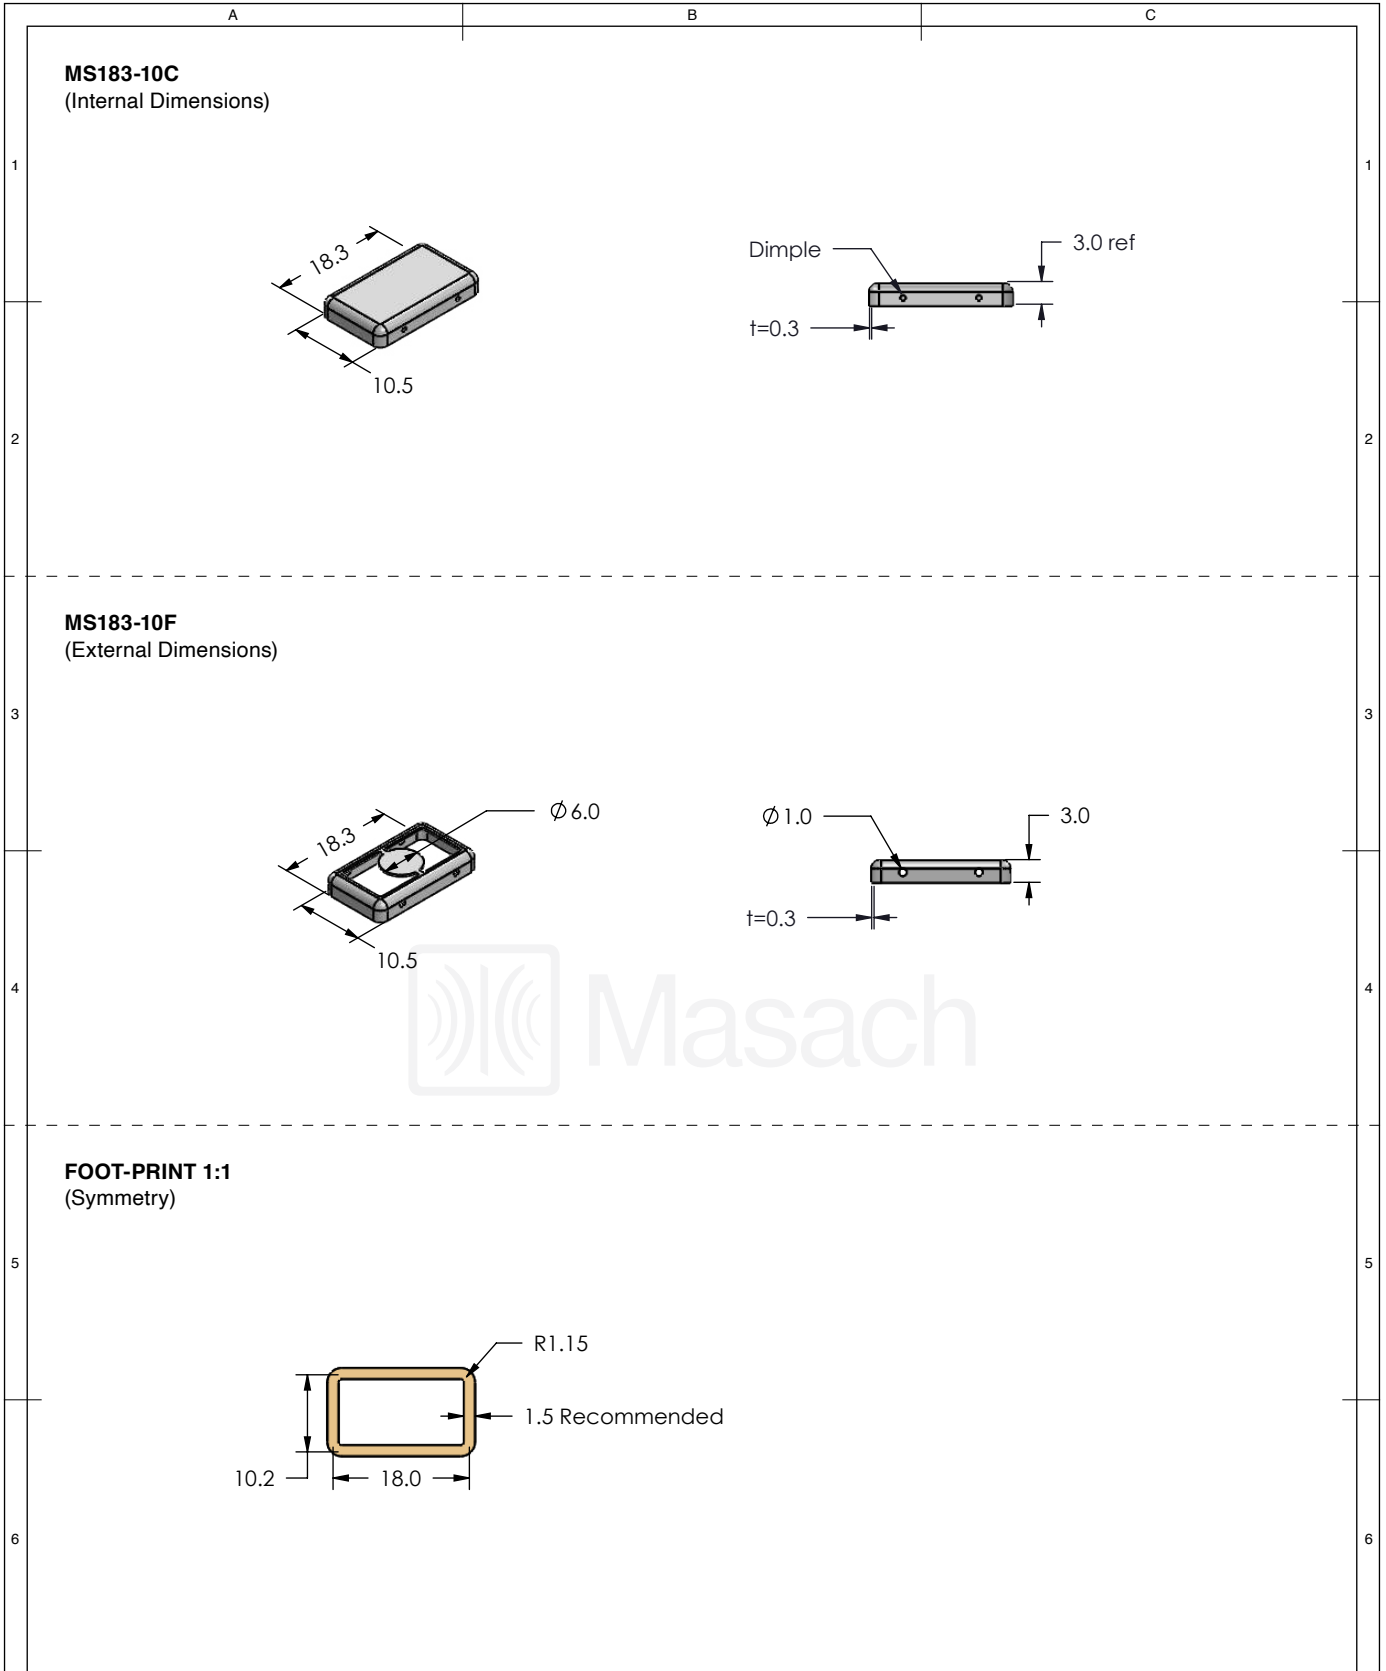 A B C
MS183-10C
(Internal Dimensions)
1 1
18.3
Dimple
3.0 ref
t=0.3
10.5
2 2
MS183-10F
(External Dimensions)
3 3
18.3
Ø6.0
Ø1.0
3.0
t=0.3
10.5
Masach
4 4
FOOT-PRINT 1:1
(Symmetry)
5 5
R1.15
1.5 Recommended
10.2
18.0
6 6